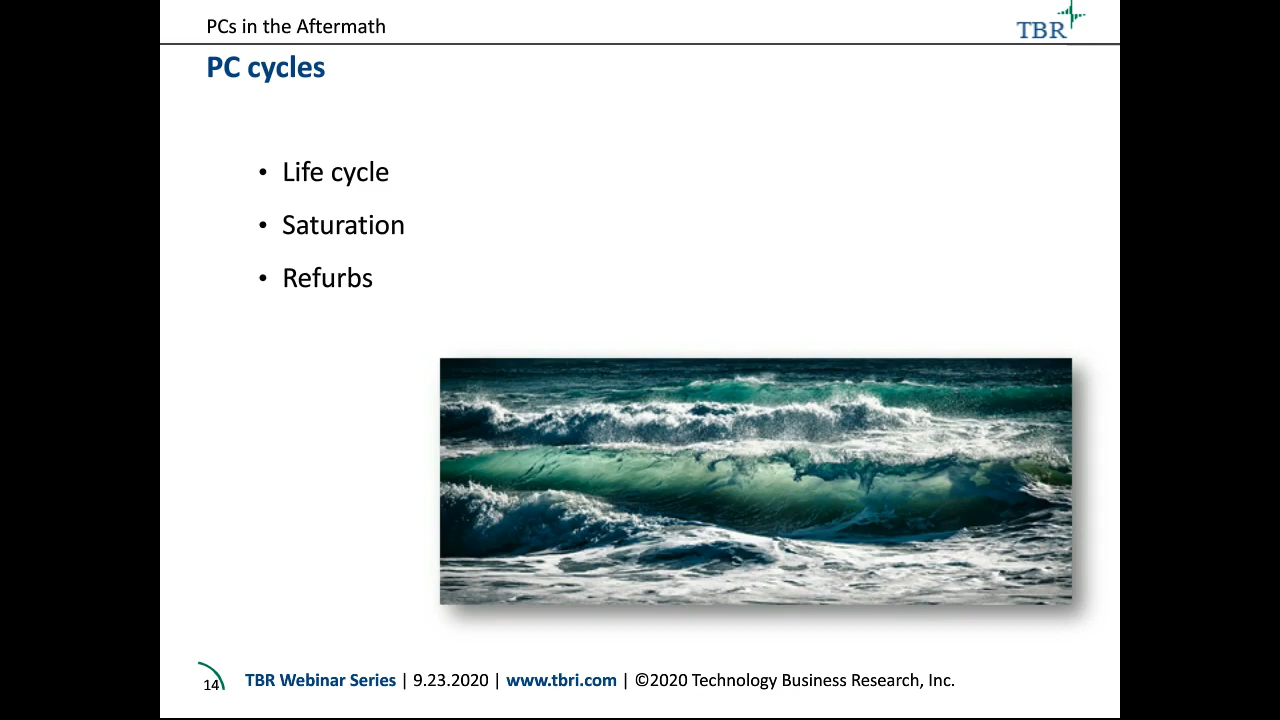 PCs in the Aftermath
TBR
PC cycles
• Life cycle
• Saturation
• Refurbs
14
TBR Webinar Series | 9.23.2020 | www.tbri.com | ©2020 Technology Business Research, Inc.